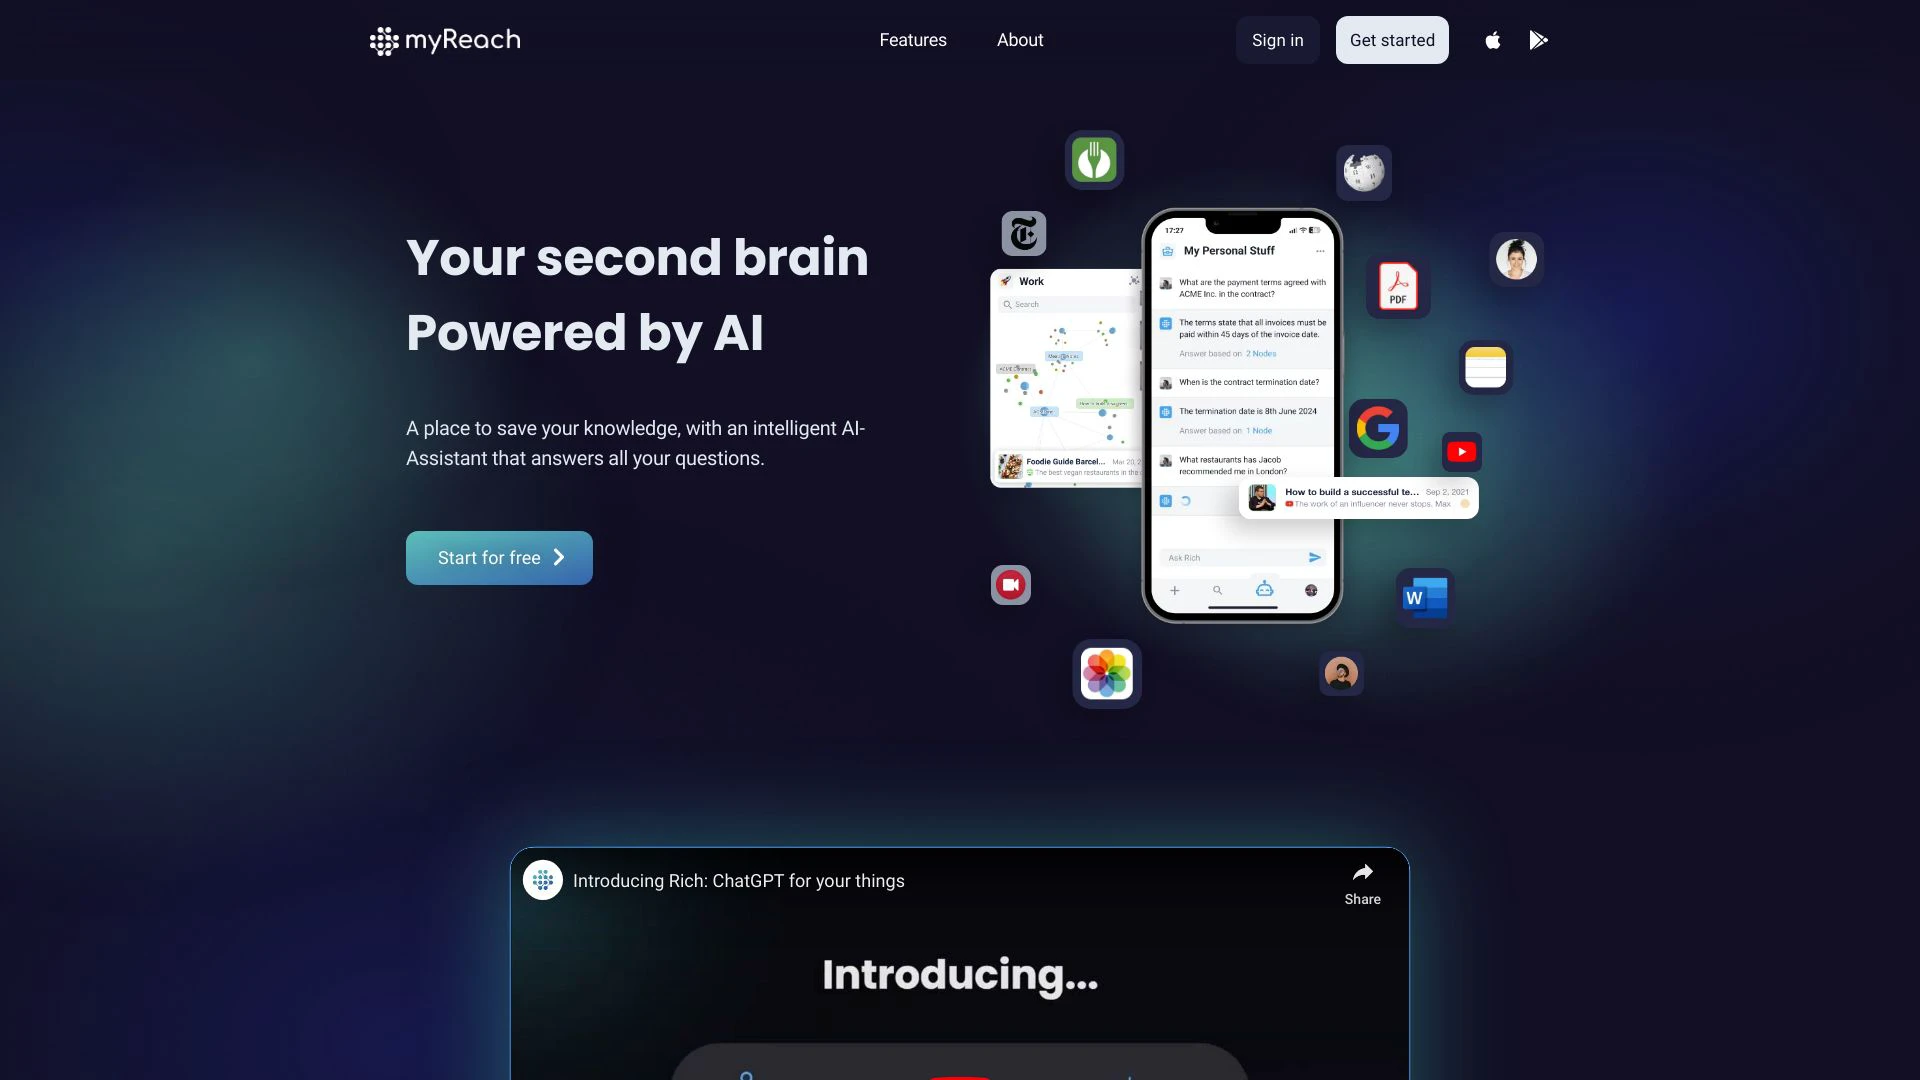 myReach
Features
About
Sign in
Get started
Your second brain
Powered by AI
A place to save your knowledge, with an intelligent AI-
Assistant that answers all your questions.
Start for free
Work
Search
ACME Contract
Foodie Guide Barcel...
Mar 20, 2
The best vegan restaurants in the c
17:27
My Personal Stuff
What are the payment terms agreed with
ACME Inc. in the contract?
The terms state that all invoices must be
paid within 45 days of the invoice date.
Answer based on 2 Nodes
When is the contract termination date?
The termination date is 8th June 2024
Answer based on 1 Node
What restaurants has Jacob
recommended me in London?
How to build a successful te...
Sep 2, 2021
The work of an influencer never stops. Max
Ask Rich
PDF
W
Introducing Rich: ChatGPT for your things
Share
Introducing...